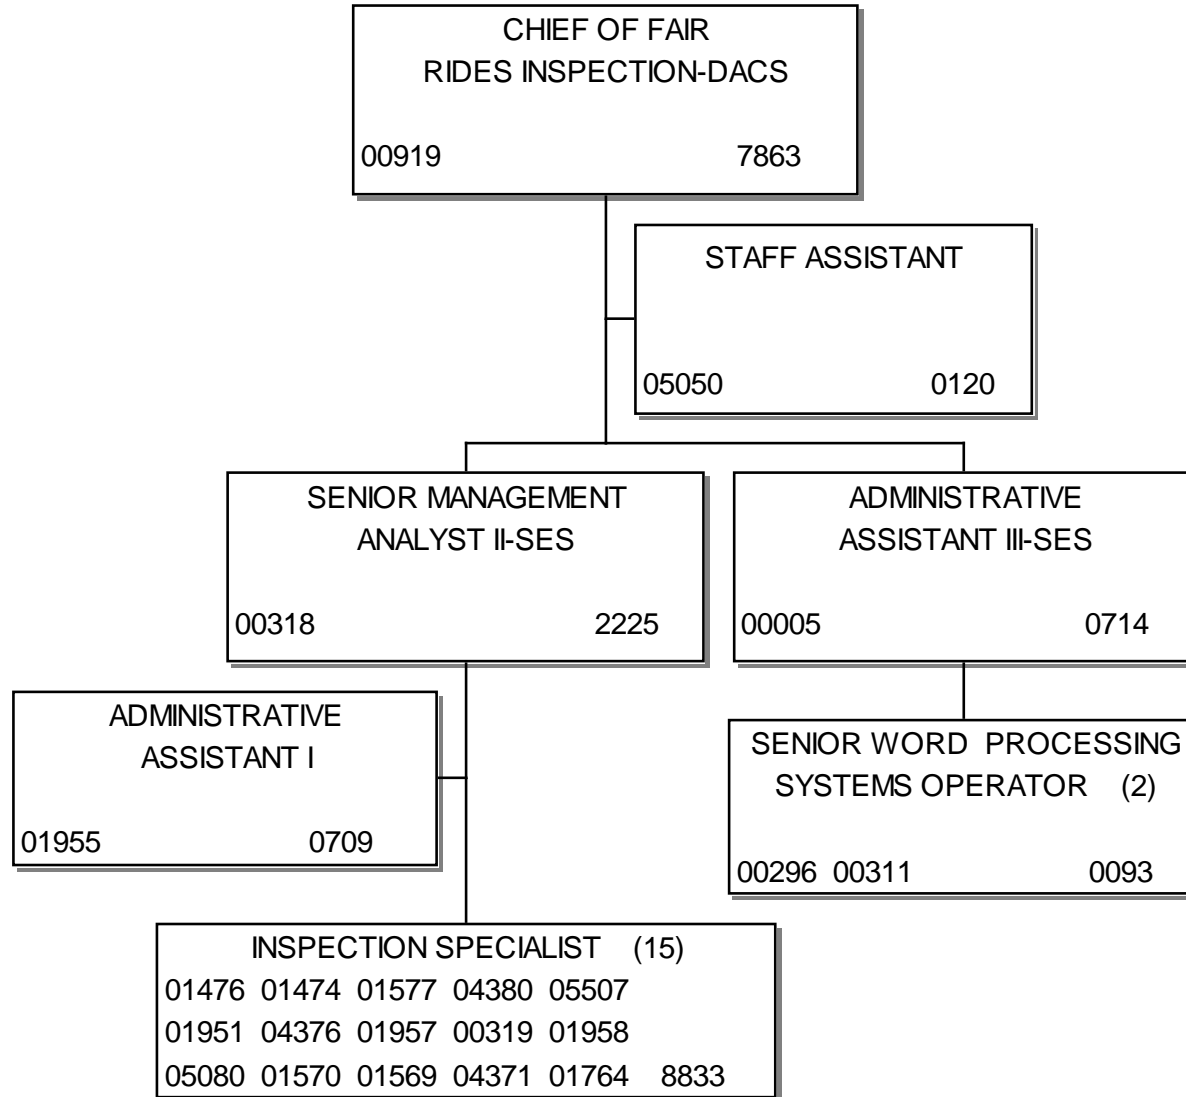 CHIEF OF FAIR
RIDES INSPECTION-DACS
00919 7863
STAFF ASSISTANT
05050 0120
SENIOR MANAGEMENT
ANALYST II-SES
00318 2225
ADMINISTRATIVE
ASSISTANT III-SES
00005 0714
ADMINISTRATIVE
ASSISTANT I
01955 0709
SENIOR WORD PROCESSING
SYSTEMS OPERATOR (2)
00296 00311 0093
INSPECTION SPECIALIST (15)
01476 01474 01577 04380 05507
01951 04376 01957 00319 01958
05080 01570 01569 04371 01764 8833